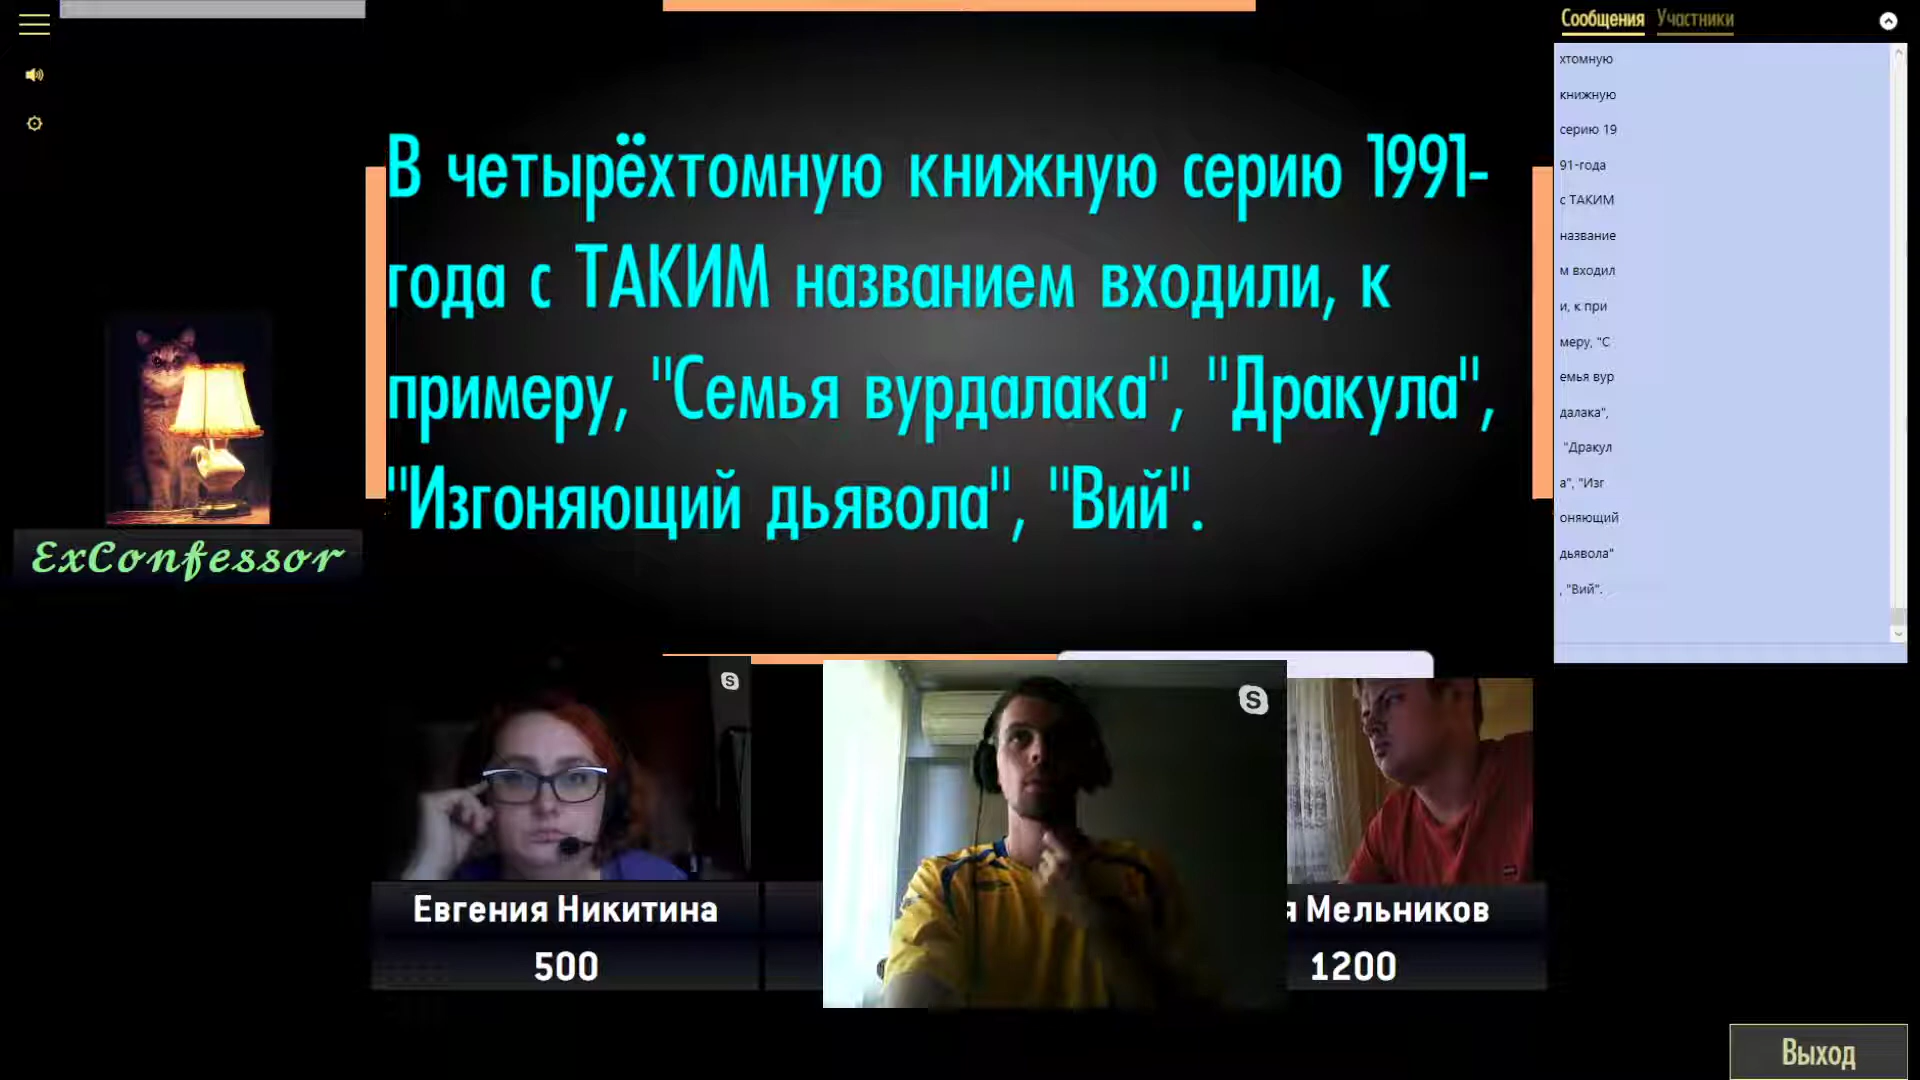 Сообщения Участники
В четырёхтомную книжную серию 1991-
года с ТАКИМ названием входили, к
примеру, "Семья вурдалака", "Дракула",
"Изгоняющий дьявола", "Вий".
хтомную
книжную
серию 19
91-года
с ТАКИМ
название
м входил
и, к при
меру, "С
емья вур
далака",
"Дракул
а", "Изг
оняющий
дьявола"
, "Вий".
ExConfessor
Евгения Никитина
500
я Мельников
1200
Выход